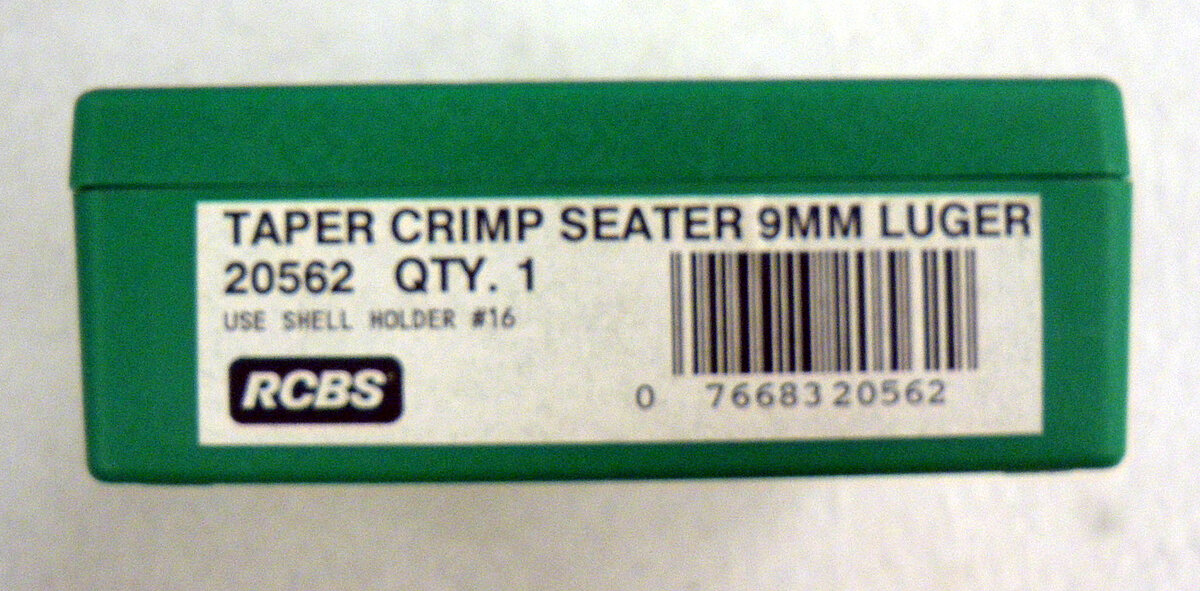 TAPER CRIMP SEATER 9MM LUGER
20562 QTY. 1
USE SHELL HOLDER #16
RCBS
0 76683 20562